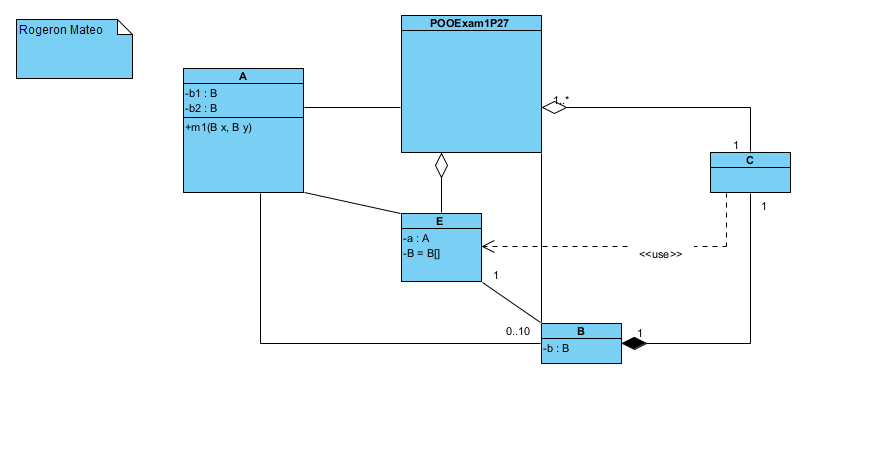 Rogeron Mateo
POOExam1P27
A
-b1 : B
-b2 : B
+m1(B x, B y)
1..*
1
C
1
E
-a : A
-B = B[]
<<use>>
1
0..10
B
-b : B
1